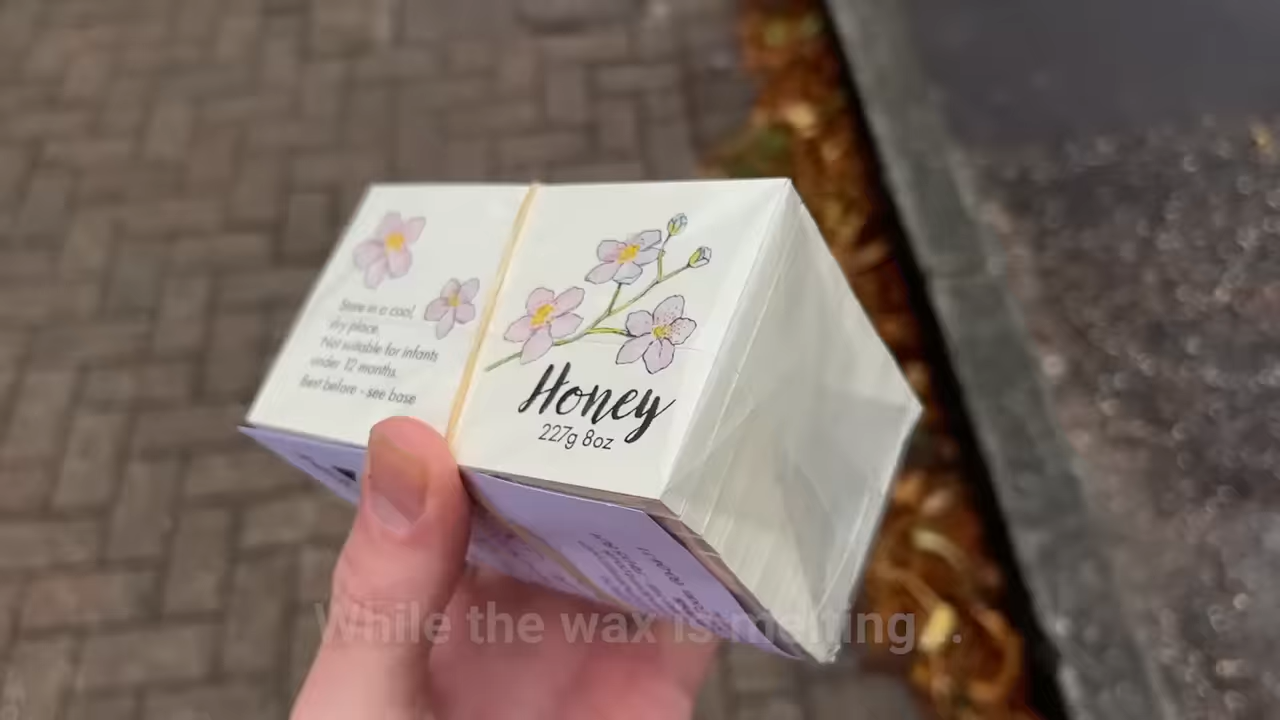 Store in a cool,
dry place.
Not suitable for infants
under 12 months.
Best before - see base
Honey
227g 8oz
While the wax is melting...